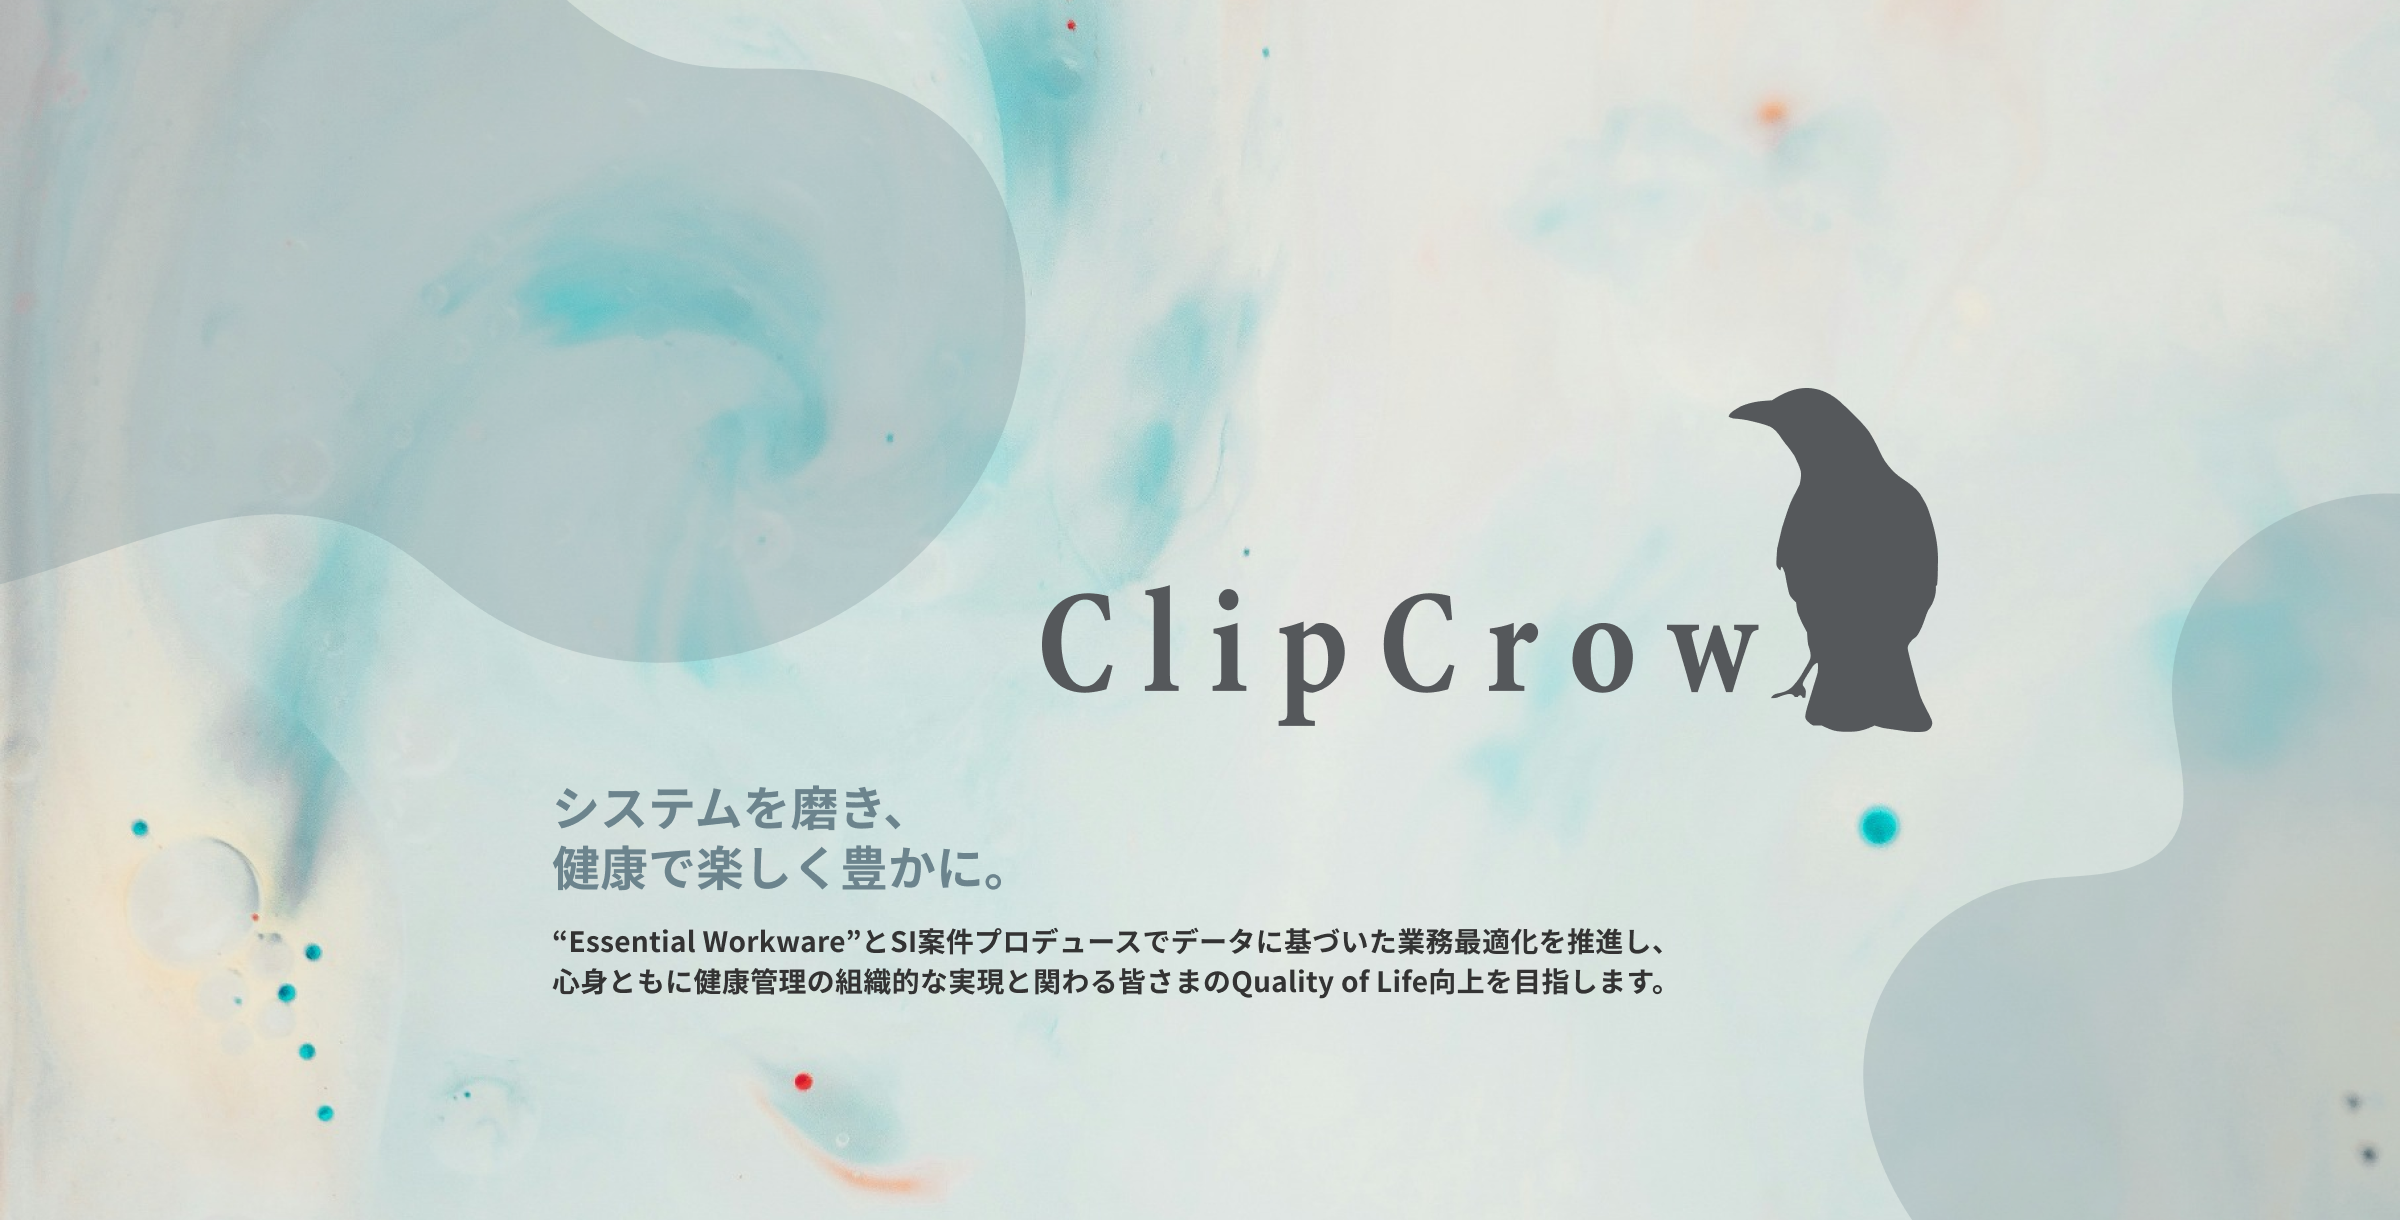 ClipCrow
システムを磨き、
健康で楽しく豊かに。
“Essential Workware”とSI案件プロデュースでデータに基づいた業務最適化を推進し、
心身ともに健康管理の組織的な実現と関わる皆さまのQuality of Life向上を目指します。